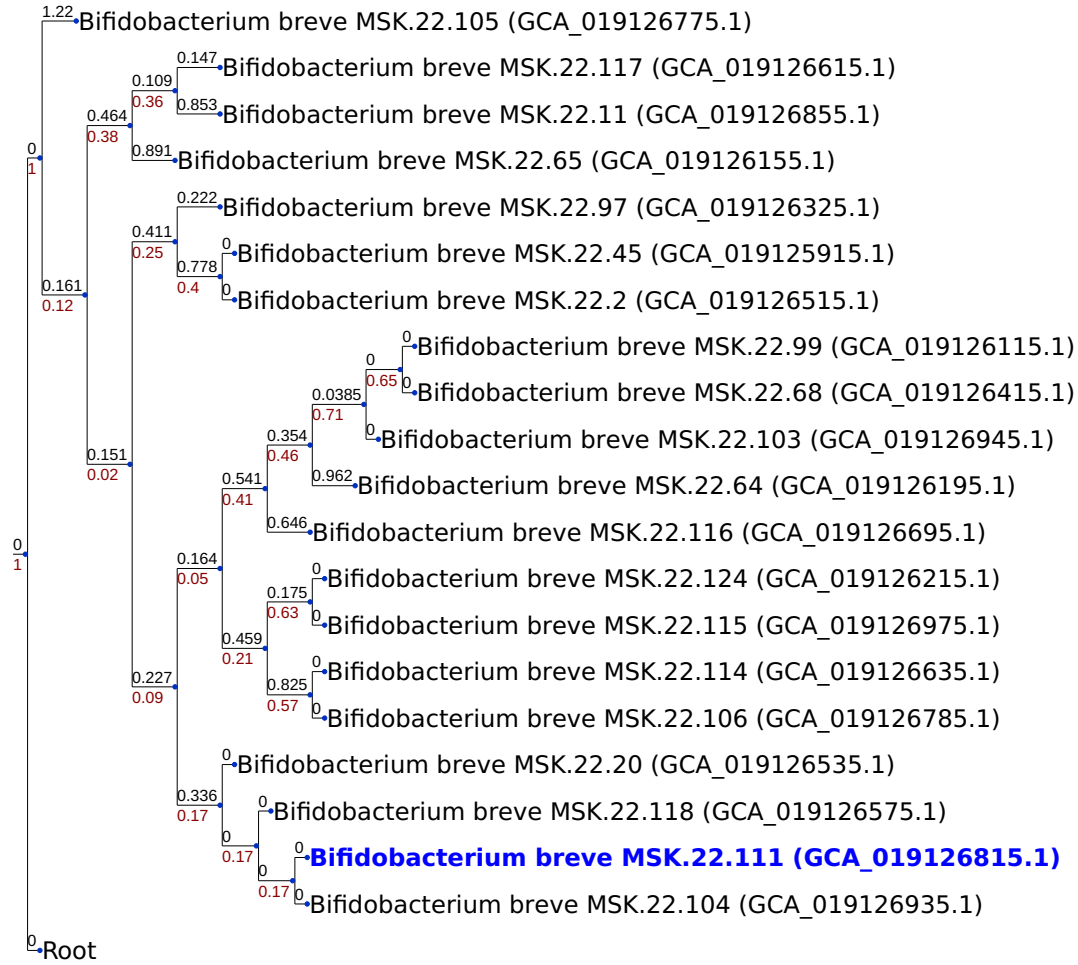 1.22 Bifidobacterium breve MSK.22.105 (GCA_019126775.1)
0.147 Bifidobacterium breve MSK.22.117 (GCA_019126615.1)
0.109
0.36
0.853 Bifidobacterium breve MSK.22.11 (GCA_019126855.1)
0.464
0.38
0.891 Bifidobacterium breve MSK.22.65 (GCA_019126155.1)
0
1
0.222 Bifidobacterium breve MSK.22.97 (GCA_019126325.1)
0.411
0.25
0 Bifidobacterium breve MSK.22.45 (GCA_019125915.1)
0.778
0.4
0 Bifidobacterium breve MSK.22.2 (GCA_019126515.1)
0.161
0.12
0 Bifidobacterium breve MSK.22.99 (GCA_019126115.1)
0
0.65
0 Bifidobacterium breve MSK.22.68 (GCA_019126415.1)
0.0385
0.71
0 Bifidobacterium breve MSK.22.103 (GCA_019126945.1)
0.354
0.46
0.151
0.02
0.962 Bifidobacterium breve MSK.22.64 (GCA_019126195.1)
0.541
0.41
0.646 Bifidobacterium breve MSK.22.116 (GCA_019126695.1)
0
1
0.164
0.05
0 Bifidobacterium breve MSK.22.124 (GCA_019126215.1)
0.175
0.63
0 Bifidobacterium breve MSK.22.115 (GCA_019126975.1)
0.459
0.21
0 Bifidobacterium breve MSK.22.114 (GCA_019126635.1)
0.227
0.09
0.825
0.57
0 Bifidobacterium breve MSK.22.106 (GCA_019126785.1)
0 Bifidobacterium breve MSK.22.20 (GCA_019126535.1)
0.336
0.17
0 Bifidobacterium breve MSK.22.118 (GCA_019126575.1)
0
0.17
0 Bifidobacterium breve MSK.22.111 (GCA_019126815.1)
0
0.17
0 Bifidobacterium breve MSK.22.104 (GCA_019126935.1)
0 Root